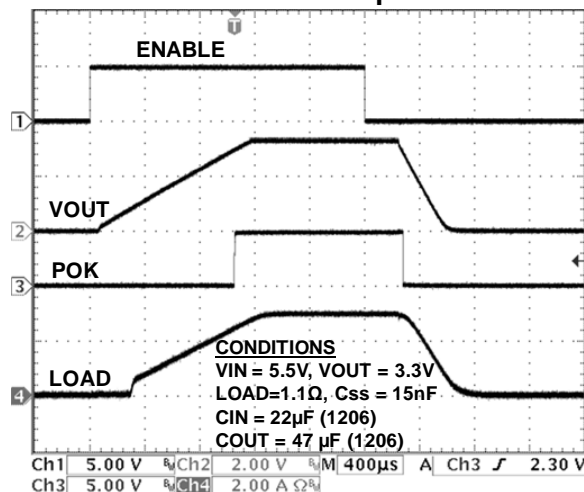 T
ENABLE
1
VOUT
2
POK
3
CONDITIONS
VIN = 5.5V, VOUT = 3.3V
LOAD
LOAD=1.1Ω, Css = 15nF
4
CIN = 22µF (1206)
COUT = 47 µF (1206)
Ch1 5.00 V Ch2 2.00 V M 400µs A Ch3 2.30 V
Ch3 5.00 V Ch4 2.00 A Ω